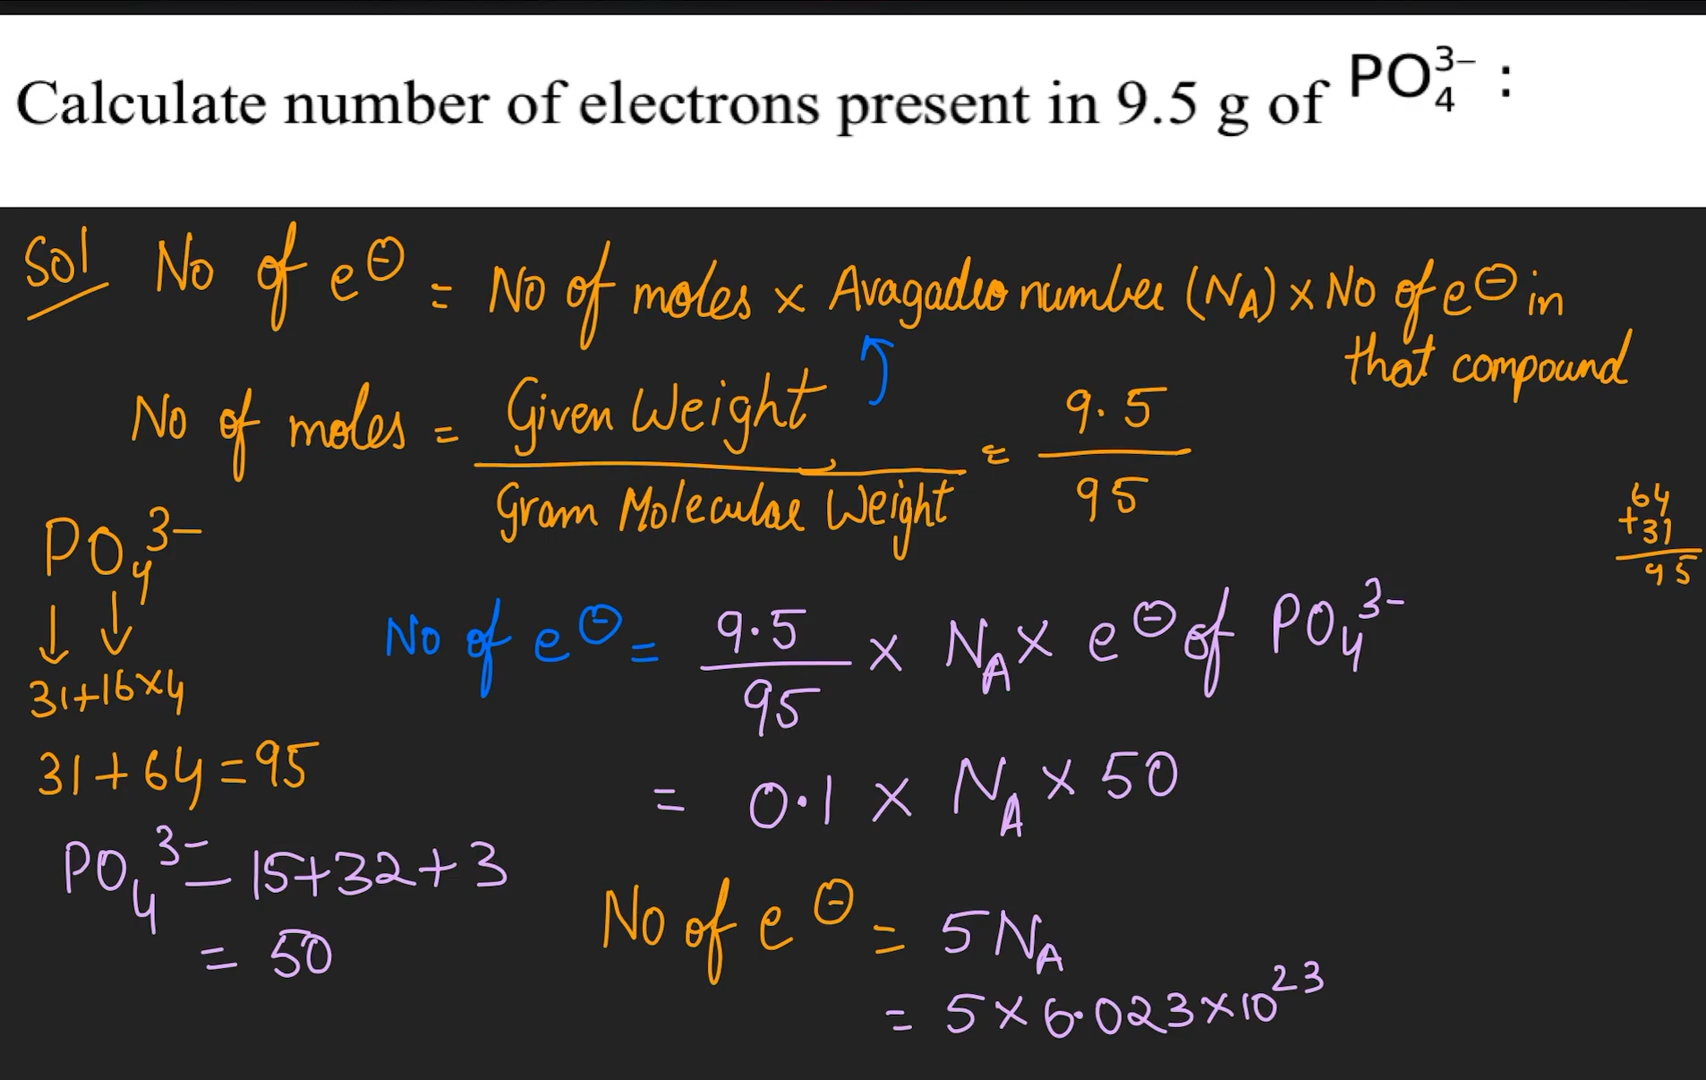 Calculate number of electrons present in 9.5 g of PO₄³⁻ :
Sol No of e⊖ = No of moles × Avagadro number (N_A) × No of e⊖ in
that compound
No of moles = Given Weight / Gram Molecular Weight = 9.5 / 95
64
+31
95
PO₄³⁻
↓ ↓
31+16×4
31+64=95
No of e⊖ = 9.5 / 95 × N_A × e⊖ of PO₄³⁻
= 0.1 × N_A × 50
PO₄³⁻ = 15+32+3
= 50
No of e⊖ = 5N_A
= 5×6.023×10²³